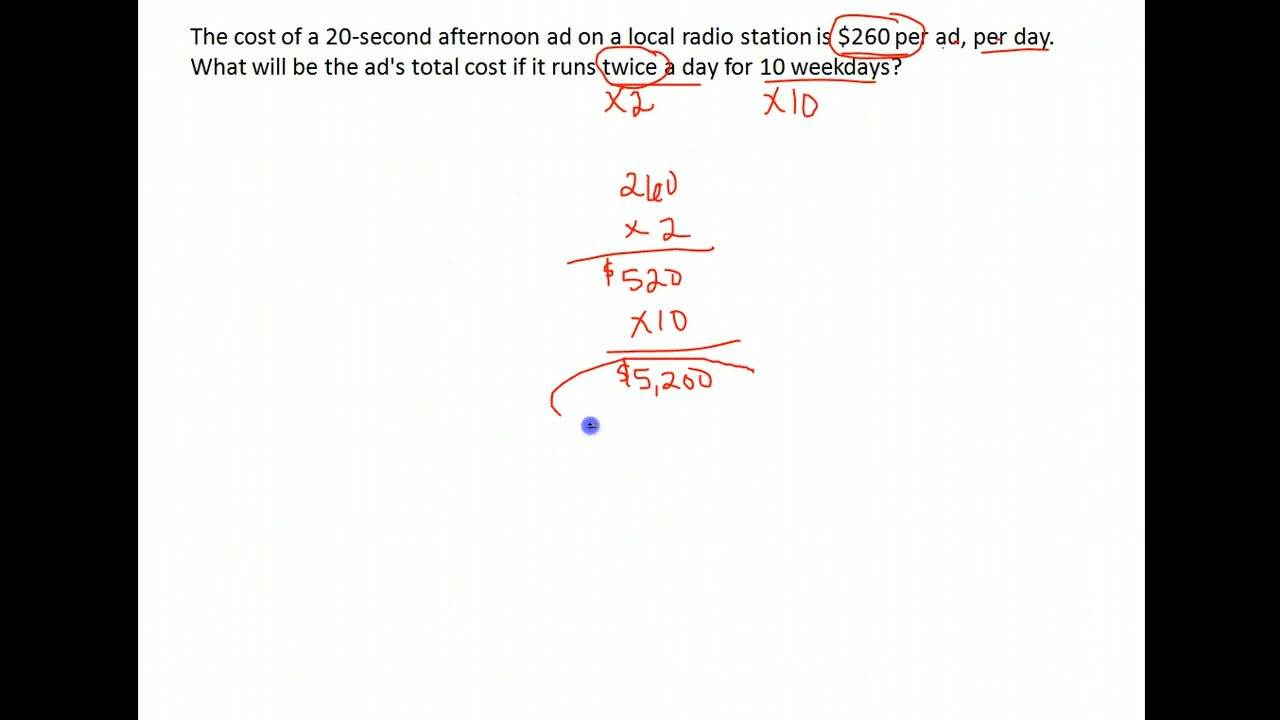 The cost of a 20-second afternoon ad on a local radio station is $260 per ad, per day.
What will be the ad's total cost if it runs twice a day for 10 weekdays?
x2 x10
260
x 2
$520
x10
$5,200